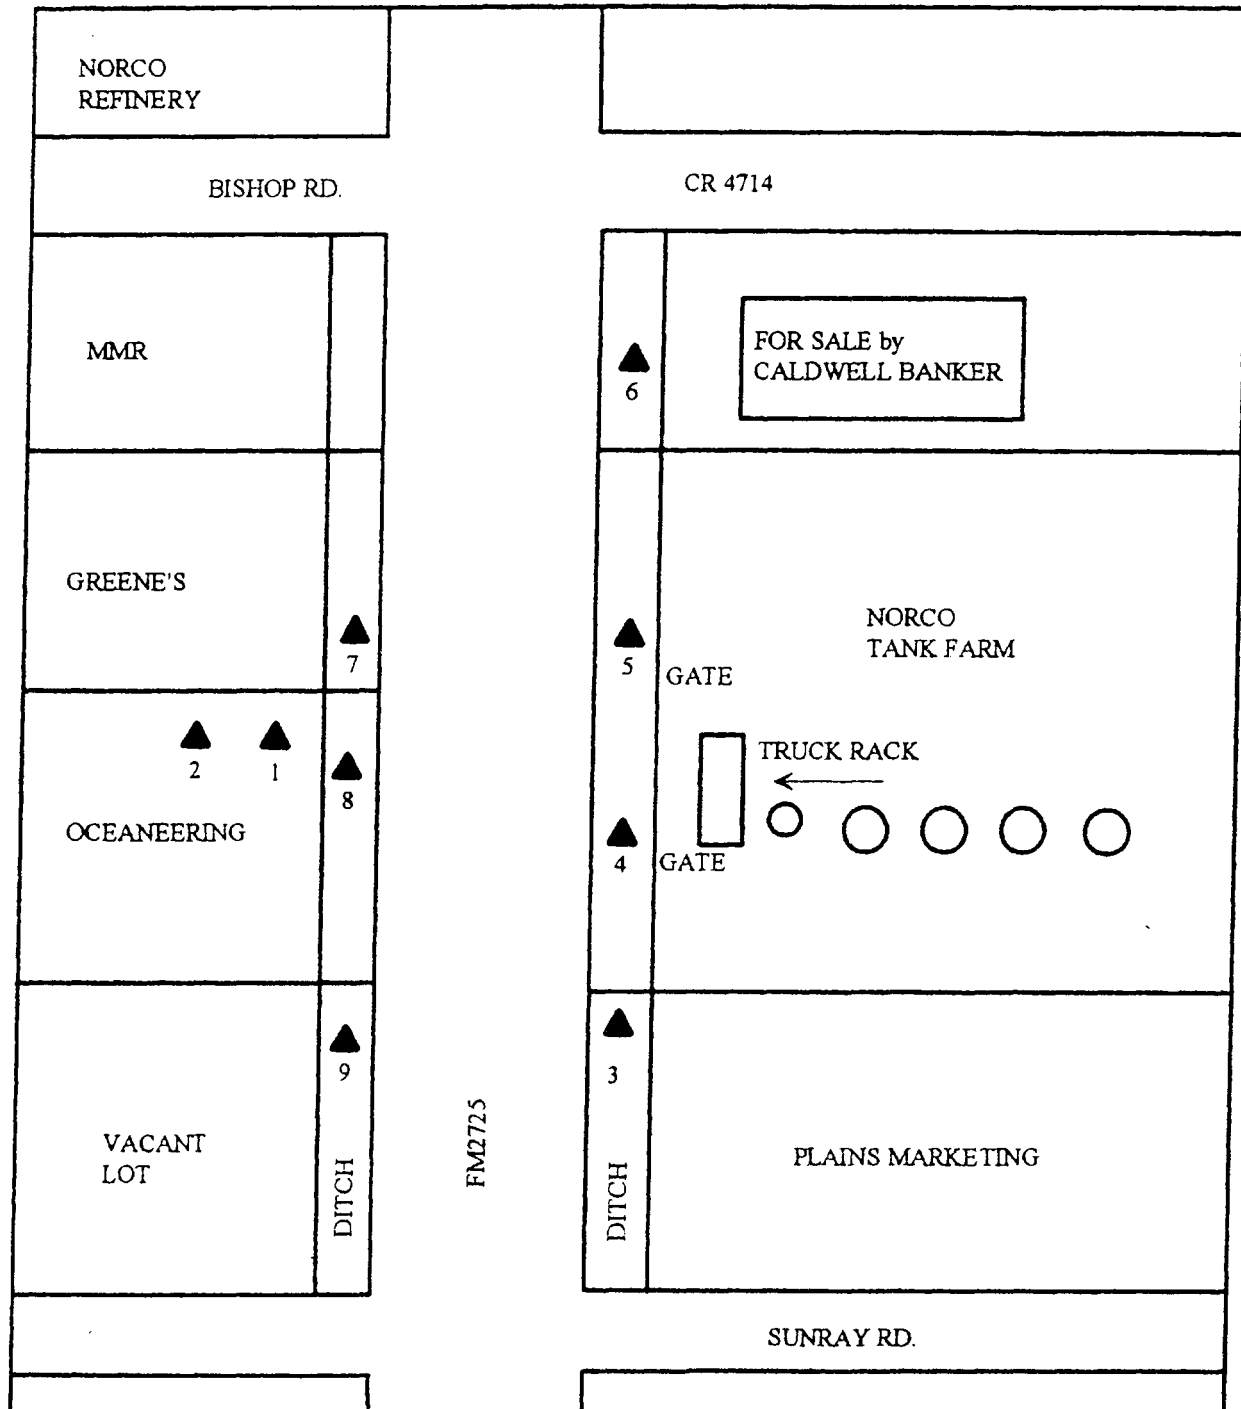 NORCO
REFINERY
BISHOP RD.
CR 4714
MMR
FOR SALE by
CALDWELL BANKER
6
GREENE'S
NORCO
TANK FARM
7
5
GATE
2
1
8
TRUCK RACK
OCEANEERING
4
GATE
9
3
VACANT
LOT
DITCH
FM2725
DITCH
PLAINS MARKETING
SUNRAY RD.